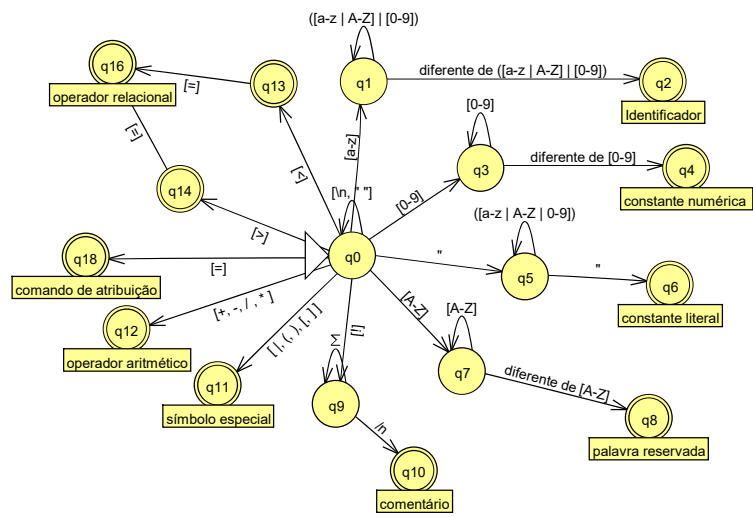 ([a-z | A-Z] | [0-9])
q16
operador relacional
[=]
q13
q1
diferente de ([a-z | A-Z] | [0-9])
q2
Identificador
[=]
[<]
[a-z]
[0-9]
q3
diferente de [0-9]
q4
constante numérica
q14
[>]
[\n, " "]
[0-9]
([a-z | A-Z | 0-9])
q18
comando de atribuição
[=]
q0
"
q5
"
q6
constante literal
[+, -, / , * ]
q12
operador aritmético
[ |, (, ), [, ] ]
[!]
[A-Z]
[A-Z]
q11
símbolo especial
Σ
q9
q7
diferente de [A-Z]
q8
palavra reservada
/n
q10
comentário